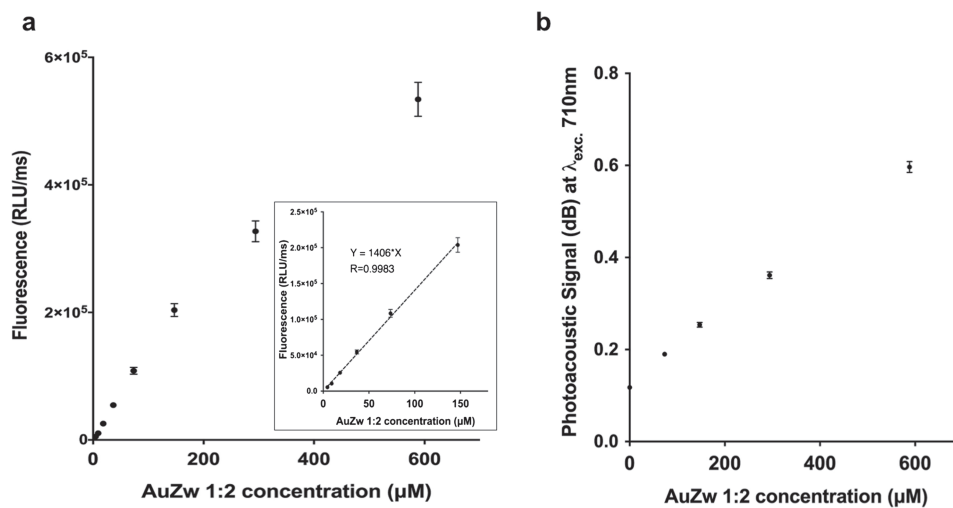 a
Fluorescence (RLU/ms)
6×10⁵
4×10⁵
2×10⁵
0
0 200 400 600
AuZw 1:2 concentration (µM)
Fluorescence (RLU/ms)
2.5×10⁵
2.0×10⁵
1.5×10⁵
1.0×10⁵
5.0×10⁴
0.0
Y = 1406*X
R=0.9983
0 50 100 150
AuZw 1:2 concentration (µM)
b
Photoacoustic Signal (dB) at λexc. 710nm
0.8
0.6
0.4
0.2
0.0
0 200 400 600
AuZw 1:2 concentration (µM)